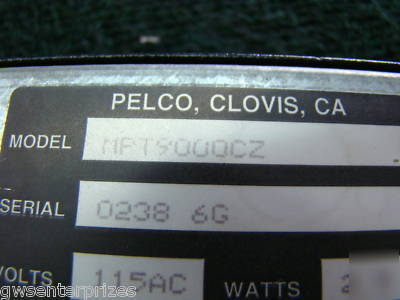 PELCO, CLOVIS, CA
MODEL MPT9000CZ
SERIAL 0238 6G
VOLTS 115AC WATTS
© gwsenterprizes